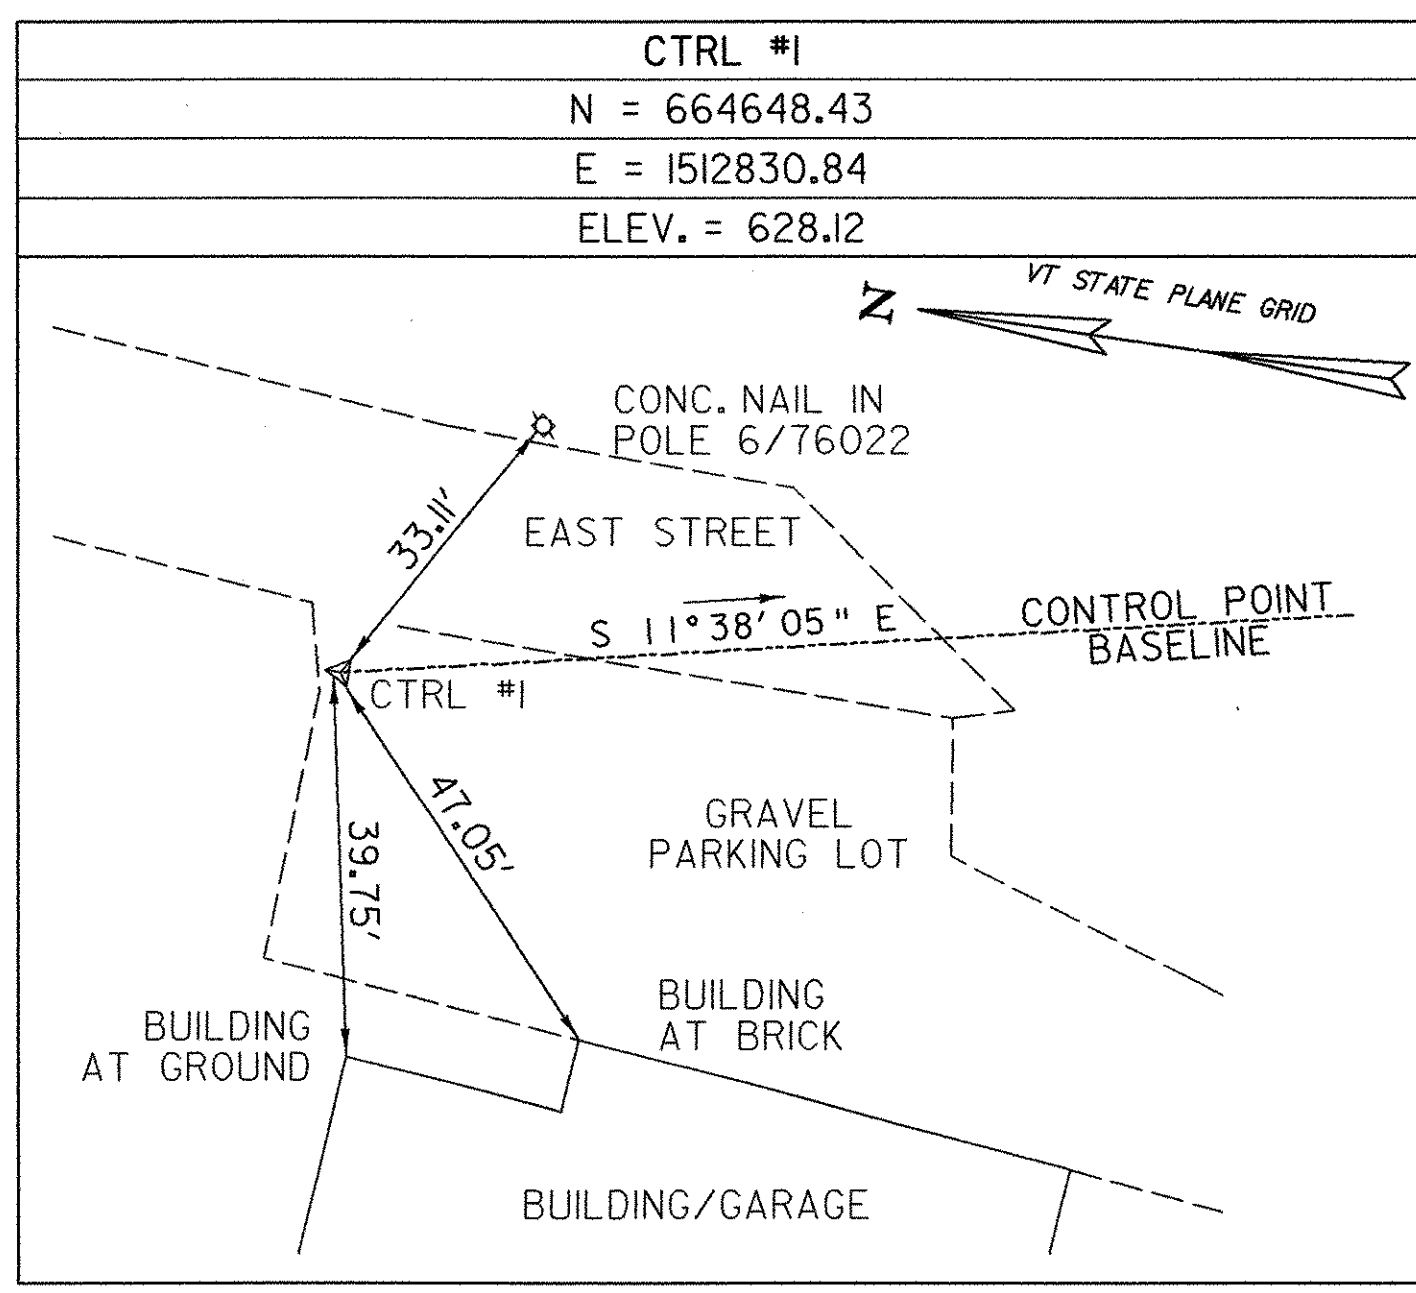 CTRL #1
N = 664648.43
E = 1512830.84
ELEV. = 628.12
N
VT STATE PLANE GRID
CONC. NAIL IN
POLE 6/76022
33.11'
EAST STREET
S 11°38'05" E
CONTROL POINT
BASELINE
CTRL #1
47.05'
39.75'
GRAVEL
PARKING LOT
BUILDING
AT BRICK
BUILDING
AT GROUND
BUILDING/GARAGE